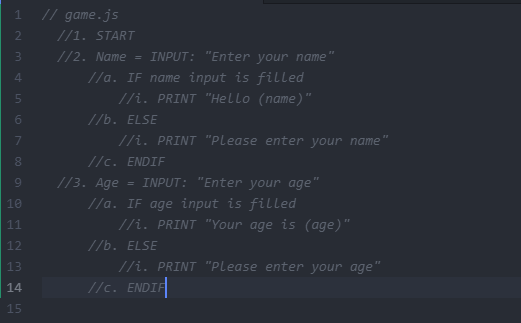 1 // game.js
2 //1. START
3 //2. Name = INPUT: "Enter your name"
4 //a. IF name input is filled
5 //i. PRINT "Hello (name)"
6 //b. ELSE
7 //i. PRINT "Please enter your name"
8 //c. ENDIF
9 //3. Age = INPUT: "Enter your age"
10 //a. IF age input is filled
11 //i. PRINT "Your age is (age)"
12 //b. ELSE
13 //i. PRINT "Please enter your age"
14 //c. ENDIF
15